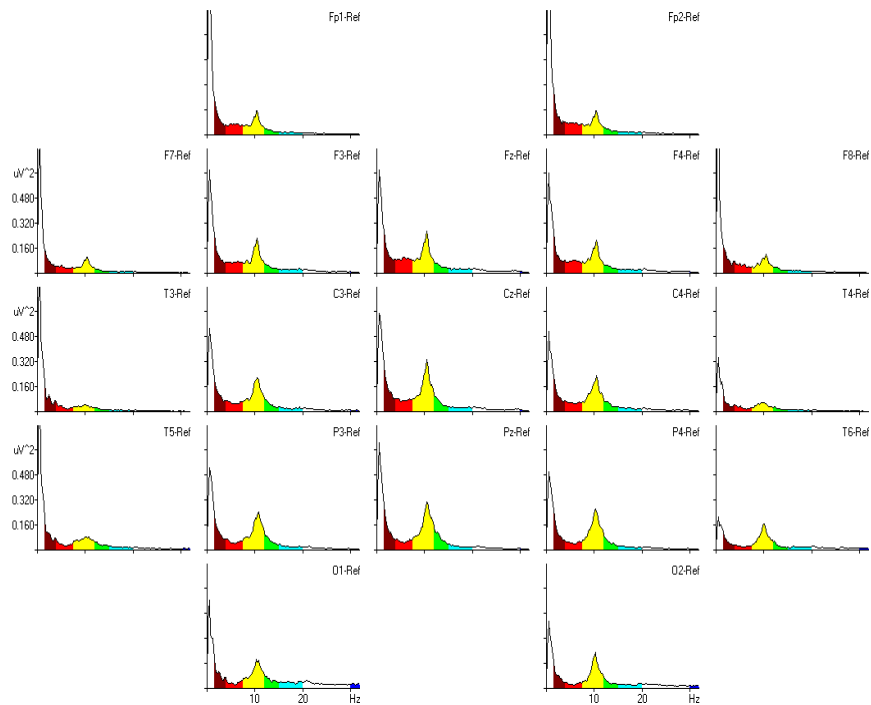 Fp1-Ref Fp2-Ref
F7-Ref F3-Ref Fz-Ref F4-Ref F8-Ref
uV^2
0.480
0.320
0.160
T3-Ref C3-Ref Cz-Ref C4-Ref T4-Ref
uV^2
0.480
0.320
0.160
T5-Ref P3-Ref Pz-Ref P4-Ref T6-Ref
uV^2
0.480
0.320
0.160
O1-Ref O2-Ref
10 20 Hz 10 20 Hz